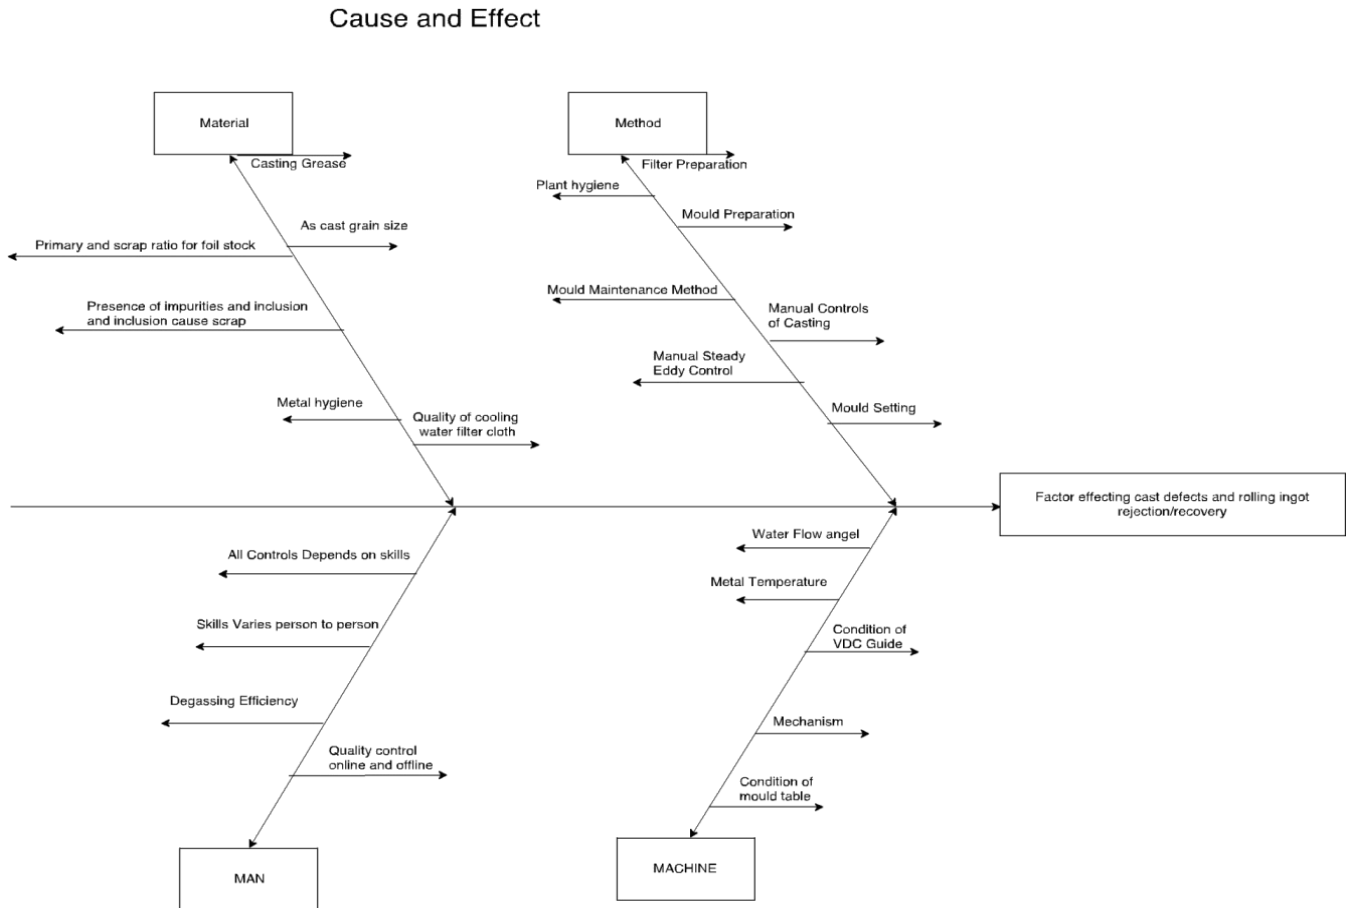 Cause and Effect
Material
Method
Casting Grease
Filter Preparation
Plant hygiene
As cast grain size
Mould Preparation
Primary and scrap ratio for foil stock
Mould Maintenance Method
Presence of impurities and inclusion
and inclusion cause scrap
Manual Controls
of Casting
Manual Steady
Eddy Control
Metal hygiene
Quality of cooling
water filter cloth
Mould Setting
Factor effecting cast defects and rolling ingot
rejection/recovery
All Controls Depends on skills
Water Flow angel
Metal Temperature
Skills Varies person to person
Condition of
VDC Guide
Degassing Efficiency
Mechanism
Quality control
online and offline
Condition of
mould table
MAN
MACHINE